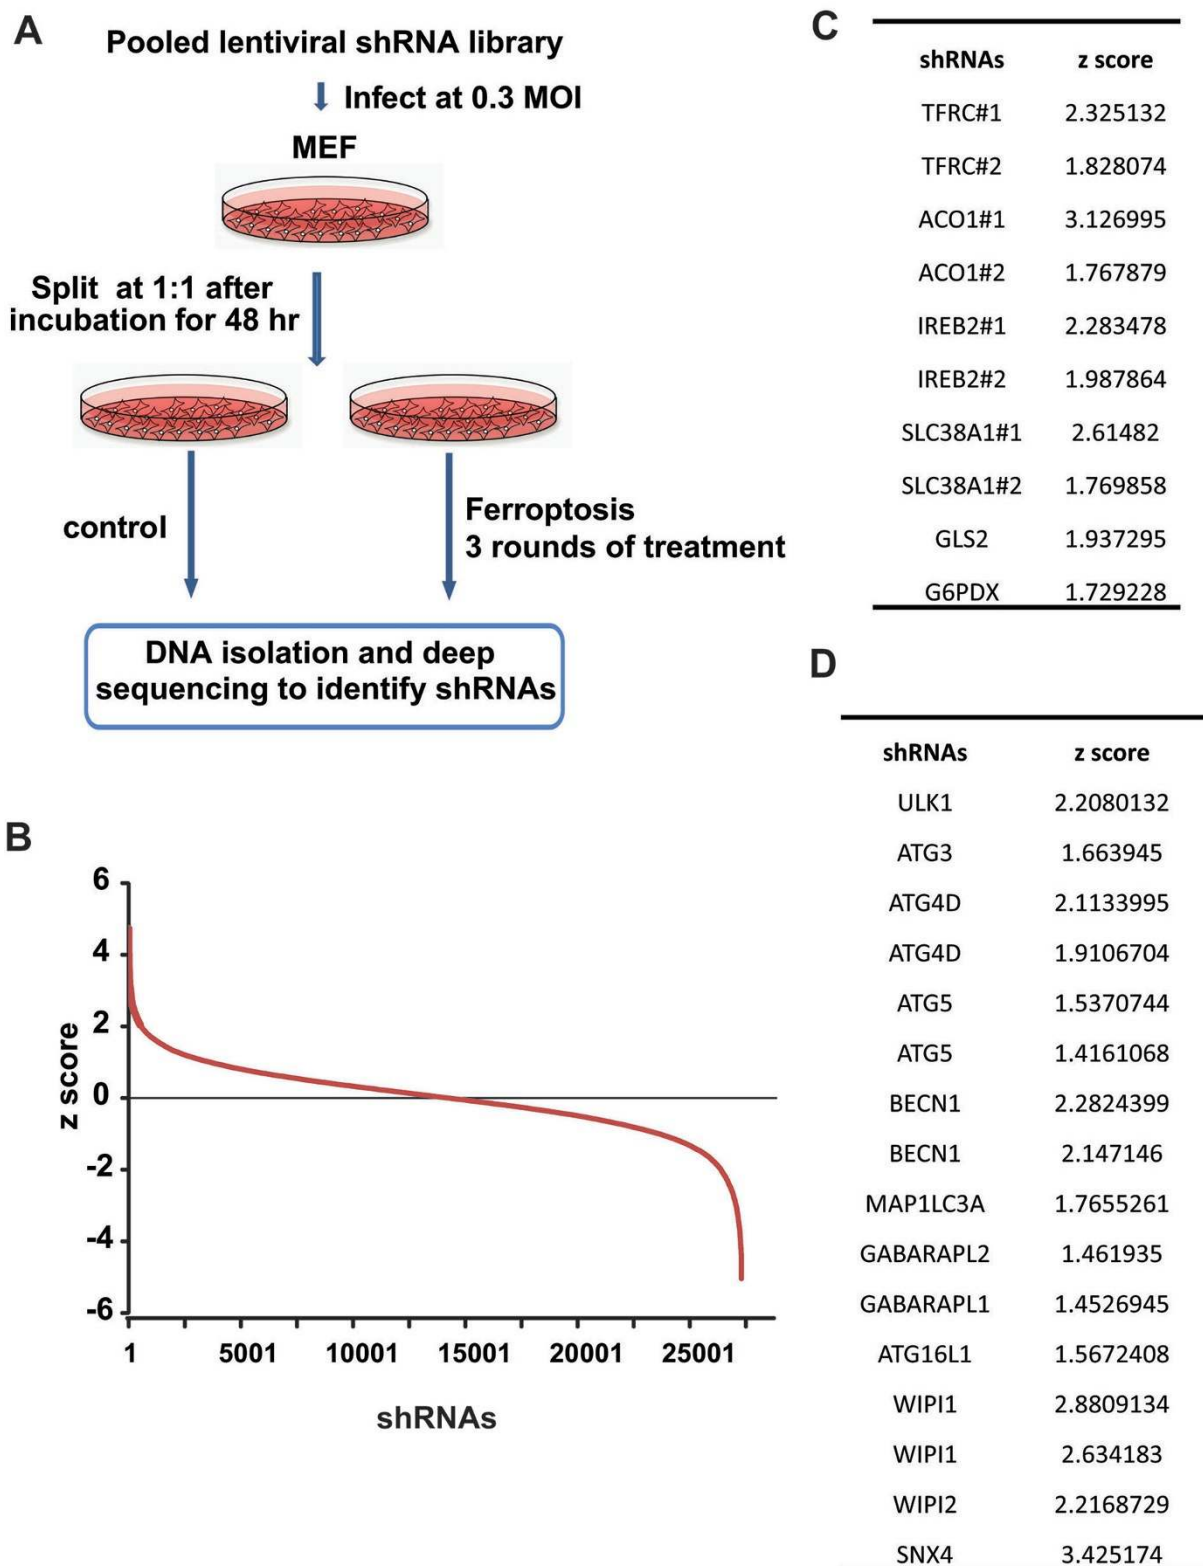 A
Pooled lentiviral shRNA library
Infect at 0.3 MOI
MEF
Split at 1:1 after
incubation for 48 hr
control
Ferroptosis
3 rounds of treatment
DNA isolation and deep
sequencing to identify shRNAs
B
6
4
2
0
-2
-4
-6
z score
1 5001 10001 15001 20001 25001
shRNAs
C
shRNAs z score
TFRC#1 2.325132
TFRC#2 1.828074
ACO1#1 3.126995
ACO1#2 1.767879
IREB2#1 2.283478
IREB2#2 1.987864
SLC38A1#1 2.61482
SLC38A1#2 1.769858
GLS2 1.937295
G6PDX 1.729228
D
shRNAs z score
ULK1 2.2080132
ATG3 1.663945
ATG4D 2.1133995
ATG4D 1.9106704
ATG5 1.5370744
ATG5 1.4161068
BECN1 2.2824399
BECN1 2.147146
MAP1LC3A 1.7655261
GABARAPL2 1.461935
GABARAPL1 1.4526945
ATG16L1 1.5672408
WIPI1 2.8809134
WIPI1 2.634183
WIPI2 2.2168729
SNX4 3.425174